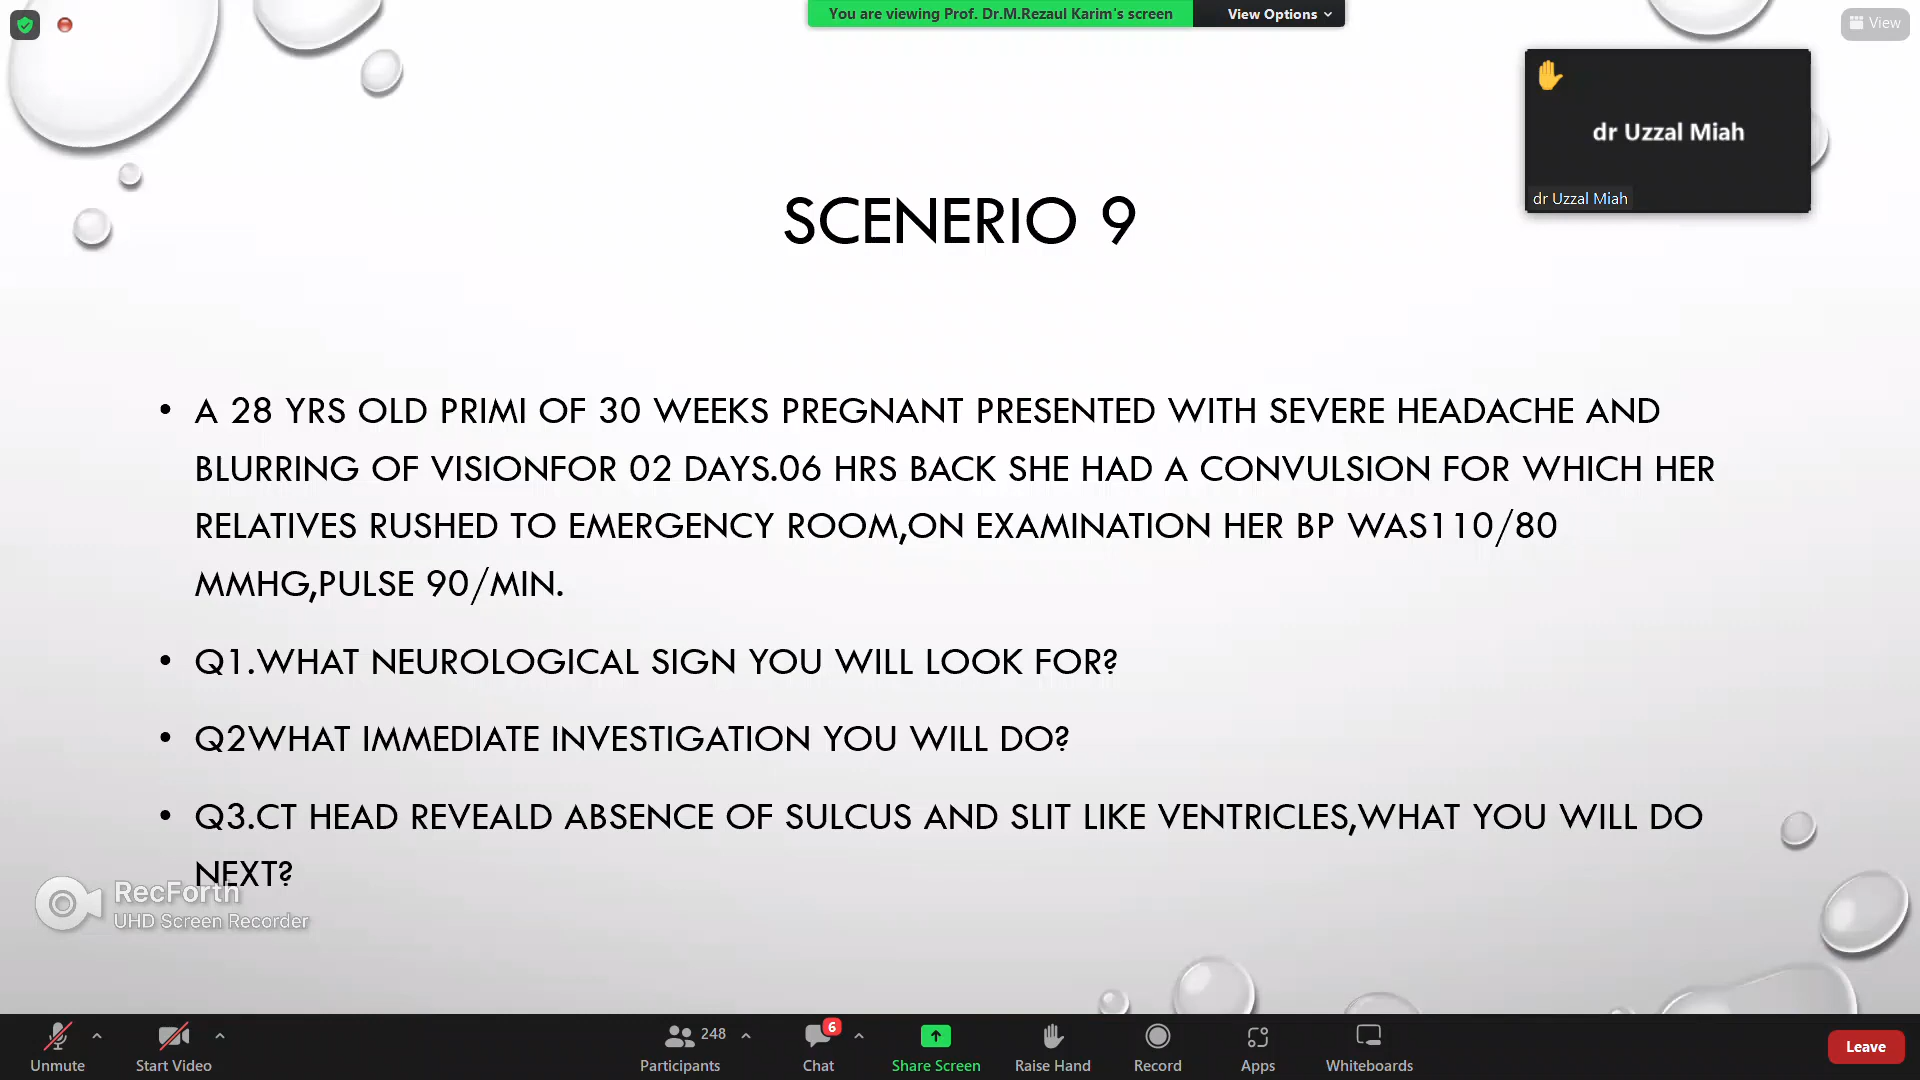 You are viewing Prof. Dr.M.Rezaul Karim's screen
View Options
View
dr Uzzal Miah
dr Uzzal Miah
SCENERIO 9
• A 28 YRS OLD PRIMI OF 30 WEEKS PREGNANT PRESENTED WITH SEVERE HEADACHE AND
BLURRING OF VISIONFOR 02 DAYS.06 HRS BACK SHE HAD A CONVULSION FOR WHICH HER
RELATIVES RUSHED TO EMERGENCY ROOM,ON EXAMINATION HER BP WAS110/80
MMHG,PULSE 90/MIN.
• Q1.WHAT NEUROLOGICAL SIGN YOU WILL LOOK FOR?
• Q2WHAT IMMEDIATE INVESTIGATION YOU WILL DO?
• Q3.CT HEAD REVEALD ABSENCE OF SULCUS AND SLIT LIKE VENTRICLES,WHAT YOU WILL DO
NEXT?
RecForth
UHD Screen Recorder
248
6
Unmute
Start Video
Participants
Chat
Share Screen
Raise Hand
Record
Apps
Whiteboards
Leave